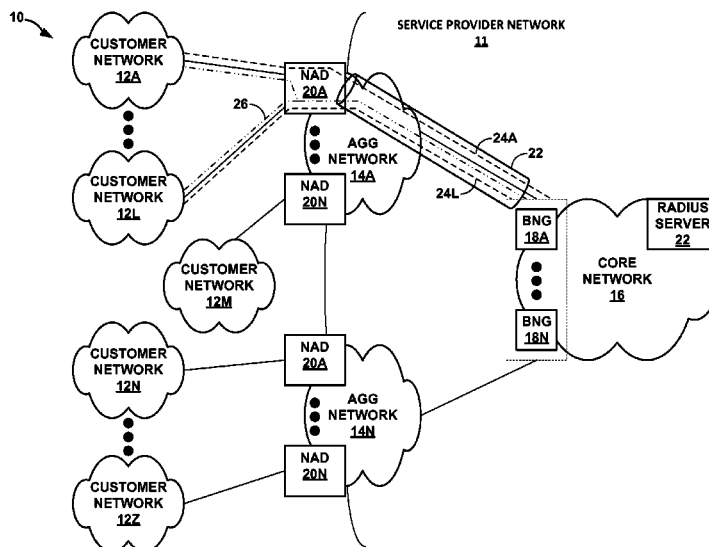 10
CUSTOMER
NETWORK
12A
SERVICE PROVIDER NETWORK
11
NAD
20A
26
24A
22
AGG
NETWORK
14A
CUSTOMER
NETWORK
12L
24L
NAD
20N
BNG
18A
RADIUS
SERVER
22
CUSTOMER
NETWORK
12M
CORE
NETWORK
16
BNG
18N
CUSTOMER
NETWORK
12N
NAD
20A
AGG
NETWORK
14N
NAD
20N
CUSTOMER
NETWORK
12Z